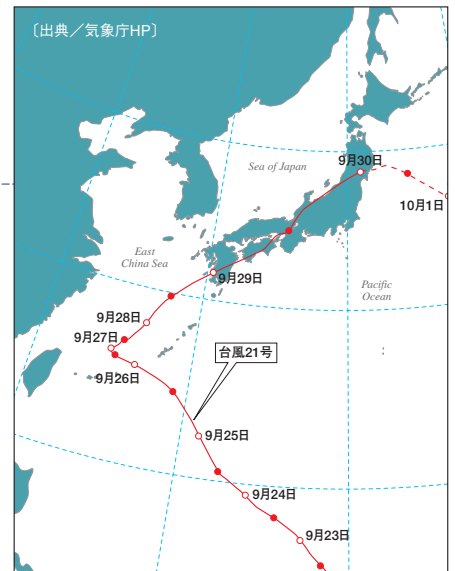 〔出典／気象庁HP〕
Sea of Japan
9月30日
10月1日
East
China Sea
9月29日
Pacific
Ocean
9月28日
9月27日
台風21号
9月26日
9月25日
9月24日
9月23日